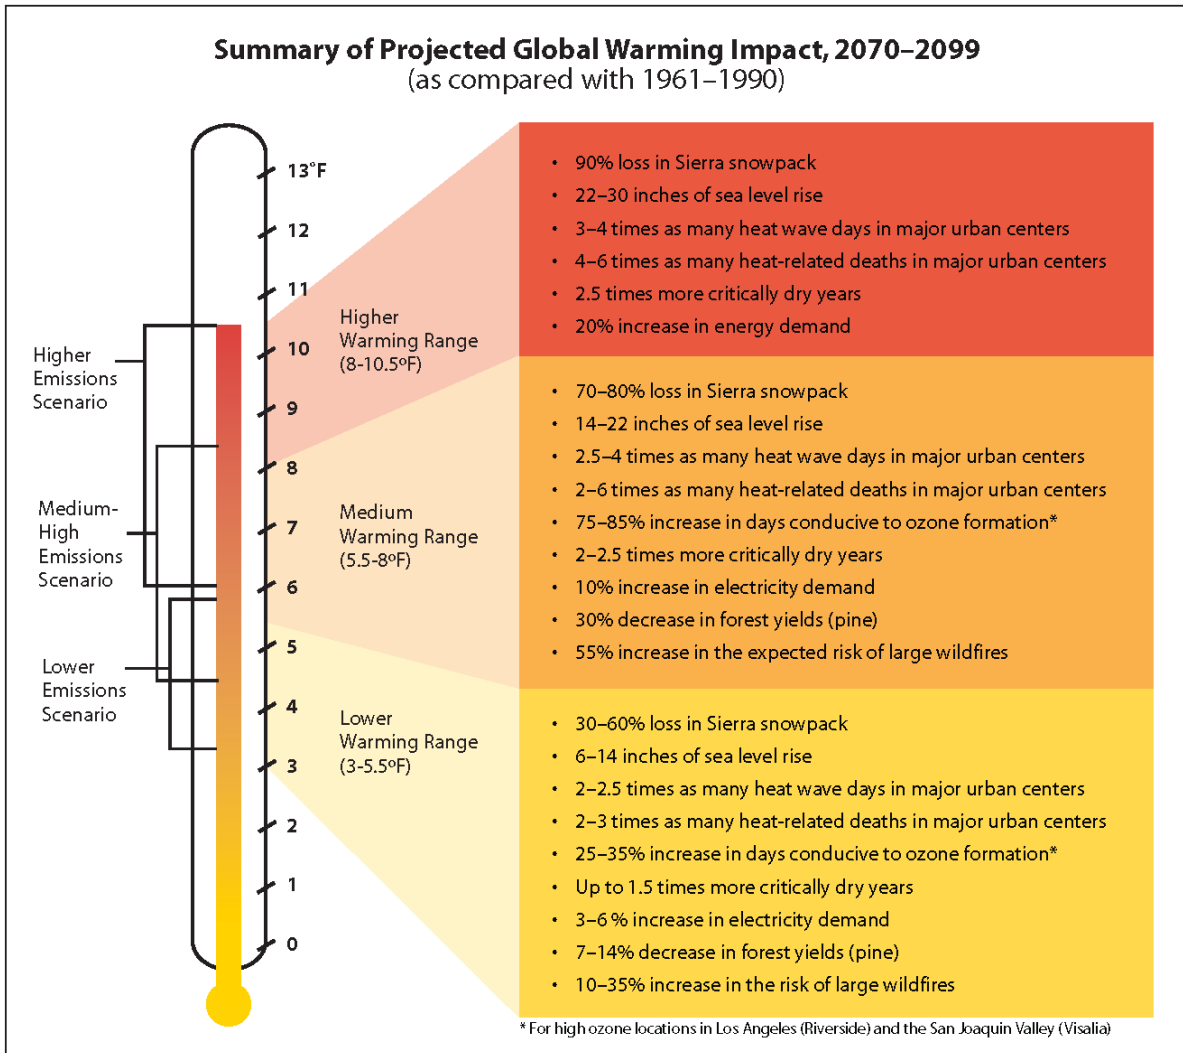 Summary of Projected Global Warming Impact, 2070–2099
(as compared with 1961–1990)
13°F
12
11
10
9
8
7
6
5
4
3
2
1
0
Higher
Emissions
Scenario
Medium-
High
Emissions
Scenario
Lower
Emissions
Scenario
Higher
Warming Range
(8-10.5ºF)
• 90% loss in Sierra snowpack
• 22–30 inches of sea level rise
• 3–4 times as many heat wave days in major urban centers
• 4–6 times as many heat-related deaths in major urban centers
• 2.5 times more critically dry years
• 20% increase in energy demand
Medium
Warming Range
(5.5-8ºF)
• 70–80% loss in Sierra snowpack
• 14–22 inches of sea level rise
• 2.5–4 times as many heat wave days in major urban centers
• 2–6 times as many heat-related deaths in major urban centers
• 75–85% increase in days conducive to ozone formation*
• 2–2.5 times more critically dry years
• 10% increase in electricity demand
• 30% decrease in forest yields (pine)
• 55% increase in the expected risk of large wildfires
Lower
Warming Range
(3-5.5ºF)
• 30–60% loss in Sierra snowpack
• 6–14 inches of sea level rise
• 2–2.5 times as many heat wave days in major urban centers
• 2–3 times as many heat-related deaths in major urban centers
• 25–35% increase in days conducive to ozone formation*
• Up to 1.5 times more critically dry years
• 3–6 % increase in electricity demand
• 7–14% decrease in forest yields (pine)
• 10–35% increase in the risk of large wildfires
* For high ozone locations in Los Angeles (Riverside) and the San Joaquin Valley (Visalia)